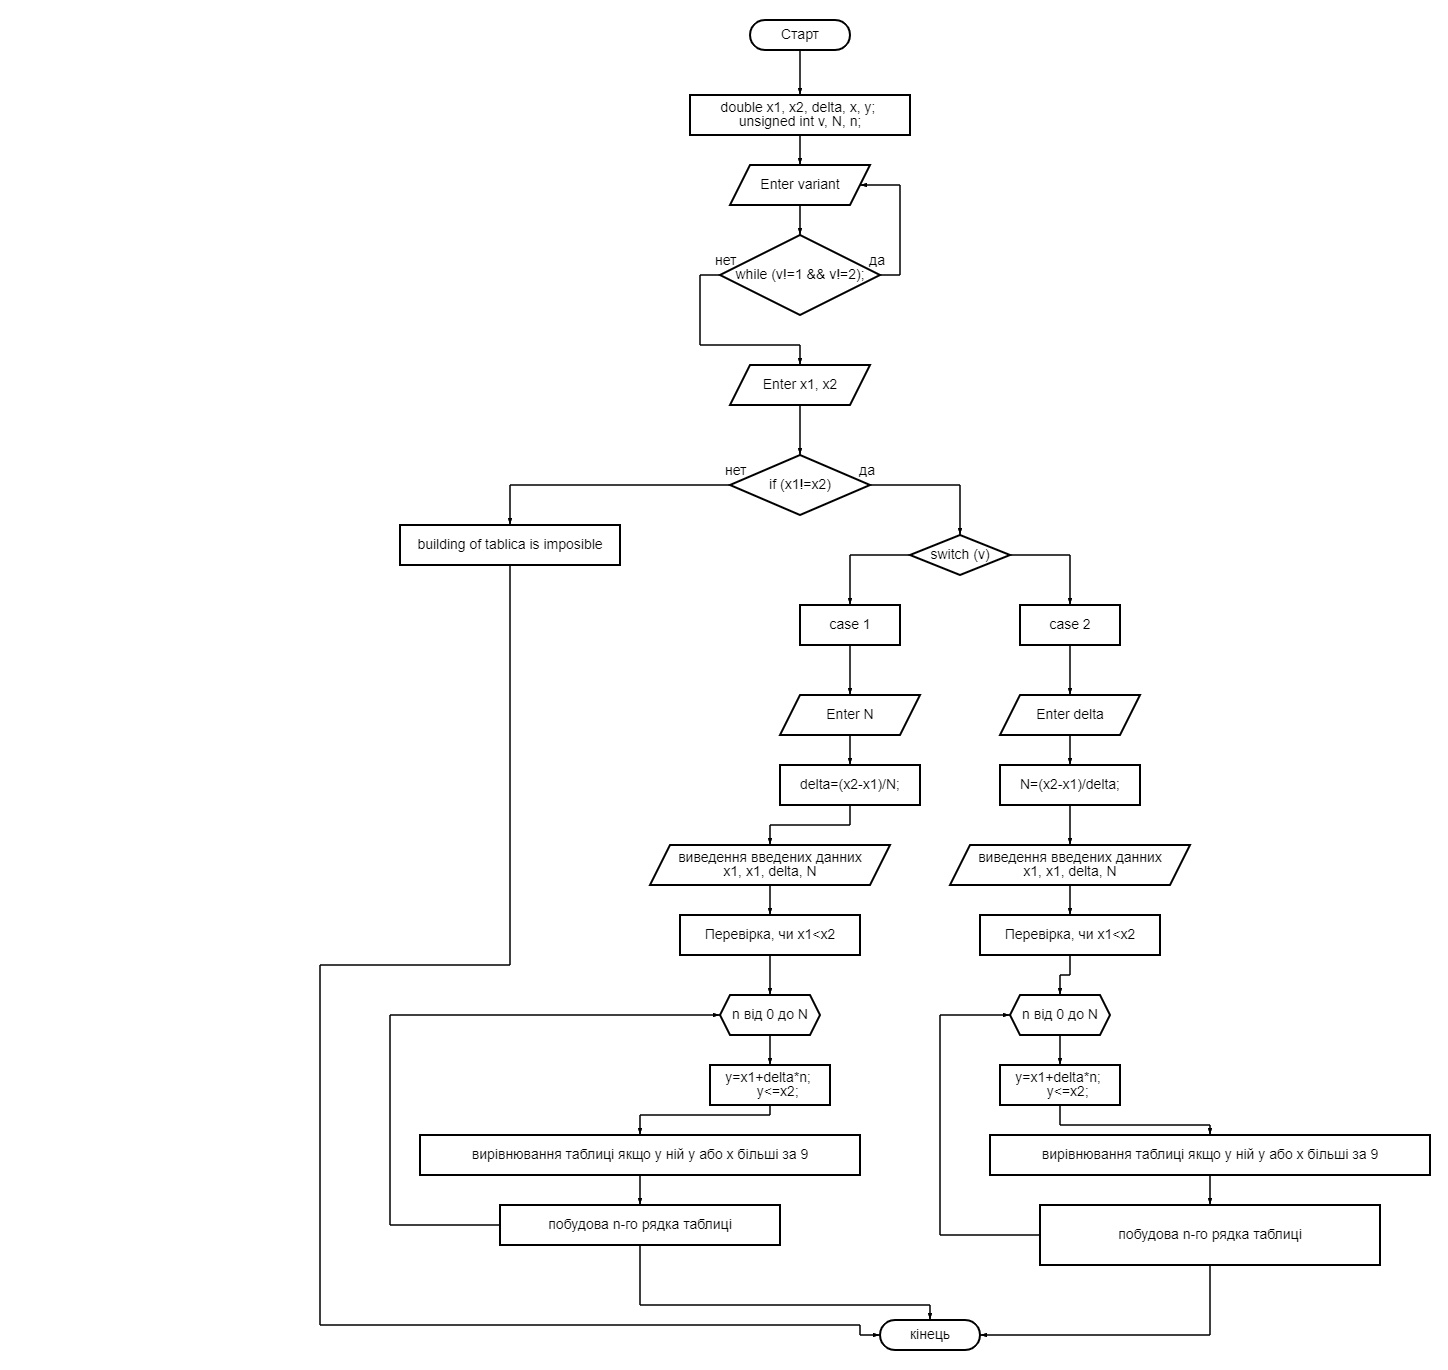 Старт
double x1, x2, delta, x, y;
unsigned int v, N, n;
Enter variant
нет
да
while (v!=1 && v!=2);
Enter x1, x2
нет
да
if (x1!=x2)
building of tablica is imposible
switch (v)
case 1
case 2
Enter N
Enter delta
delta=(x2-x1)/N;
N=(x2-x1)/delta;
виведення введених данних
x1, x1, delta, N
виведення введених данних
x1, x1, delta, N
Перевірка, чи x1<x2
Перевірка, чи x1<x2
n від 0 до N
n від 0 до N
y=x1+delta*n;
y<=x2;
y=x1+delta*n;
y<=x2;
вирівнювання таблиці якщо у ній у або х більші за 9
вирівнювання таблиці якщо у ній у або х більші за 9
побудова n-го рядка таблиці
побудова n-го рядка таблиці
кінець